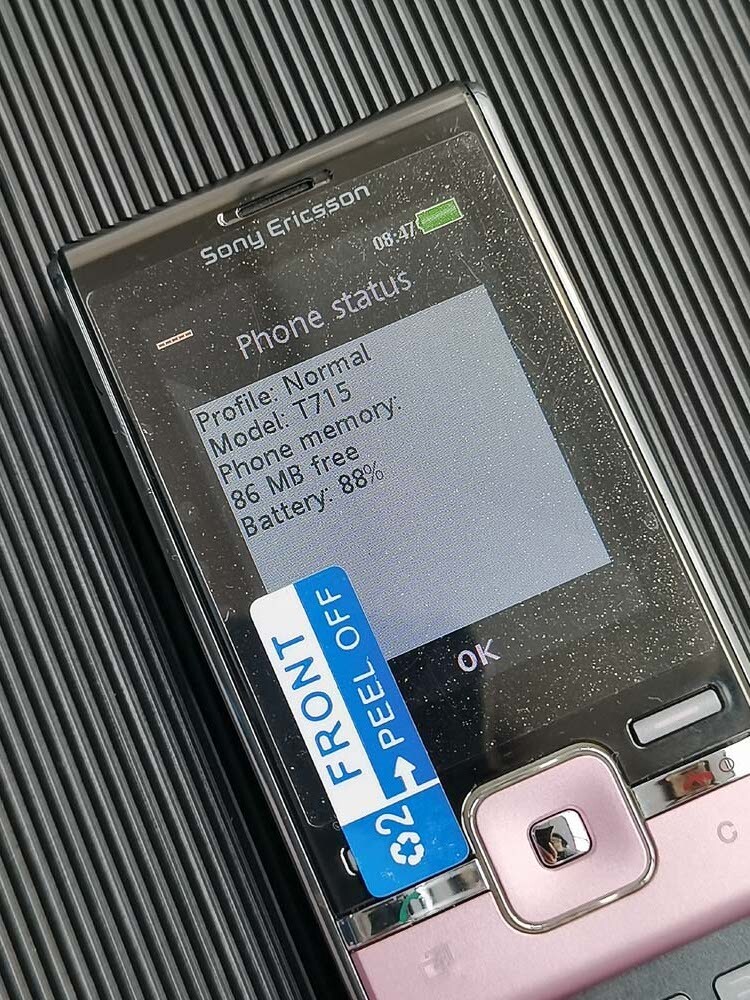 Sony Ericsson
08:47
Phone status
Profile: Normal
Model: T715
Phone memory:
86 MB free
Battery: 88%
OK
FRONT
2 PEEL OFF
C